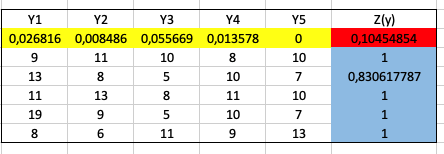 Y1 Y2 Y3 Y4 Y5 Z(y)
0,026816 0,008486 0,055669 0,013578 0 0,10454854
9 11 10 8 10 1
13 8 5 10 7 0,830617787
11 13 8 11 10 1
19 9 5 10 7 1
8 6 11 9 13 1